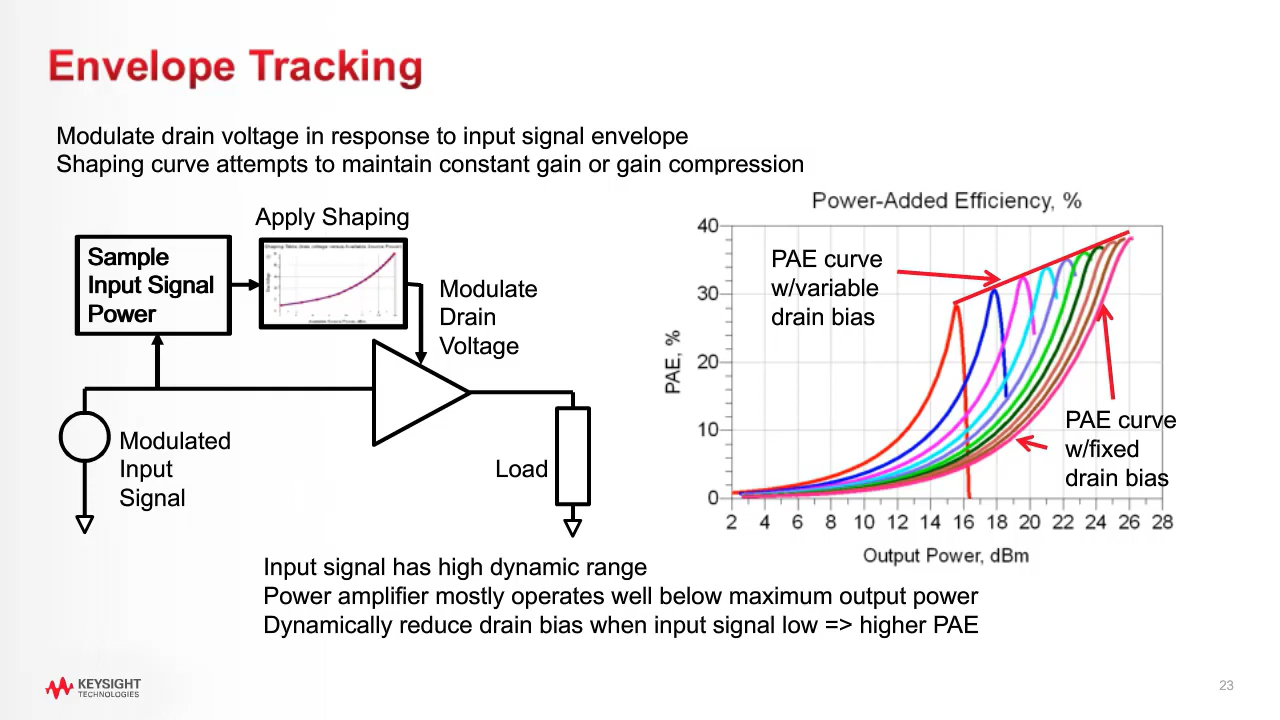 Envelope Tracking
Modulate drain voltage in response to input signal envelope
Shaping curve attempts to maintain constant gain or gain compression
Apply Shaping
Sample
Input Signal
Power
Modulate
Drain
Voltage
Modulated
Input
Signal
Load
Power-Added Efficiency, %
PAE curve
w/variable
drain bias
PAE curve
w/fixed
drain bias
PAE, %
40
30
20
10
0
2 4 6 8 10 12 14 16 18 20 22 24 26 28
Output Power, dBm
Input signal has high dynamic range
Power amplifier mostly operates well below maximum output power
Dynamically reduce drain bias when input signal low => higher PAE
KEYSIGHT
TECHNOLOGIES
23